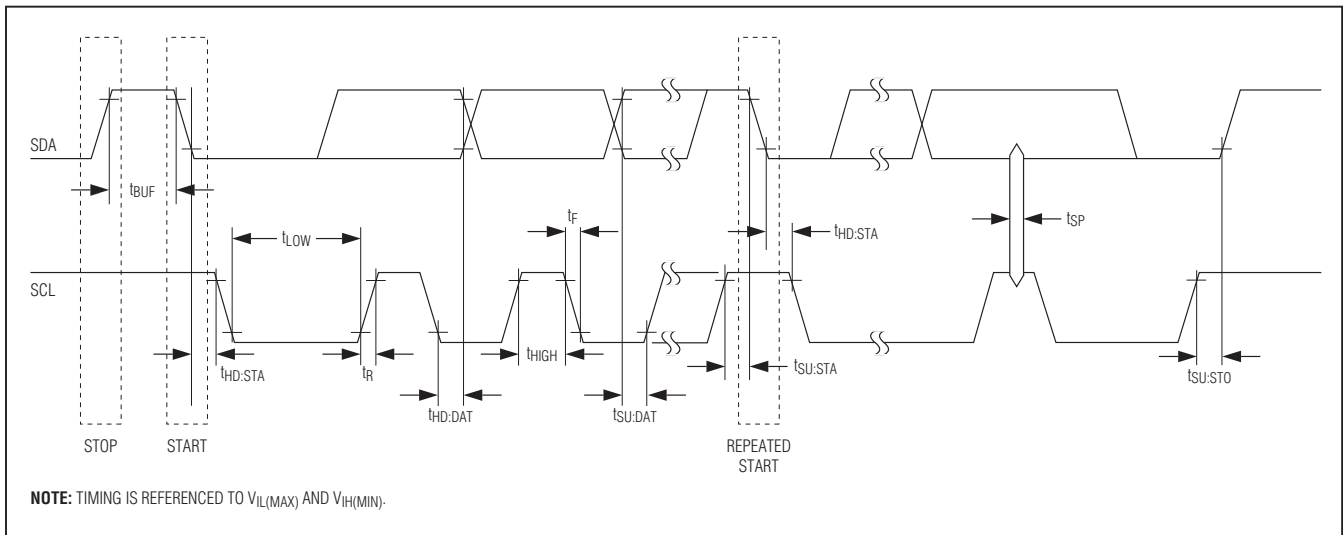 SDA
tBUF
tF
tSP
tLOW
tHD:STA
SCL
tHD:STA
tR
tHIGH
tSU:STA
tSU:STO
tHD:DAT
tSU:DAT
STOP
START
REPEATED
START
NOTE: TIMING IS REFERENCED TO VIL(MAX) AND VIH(MIN).